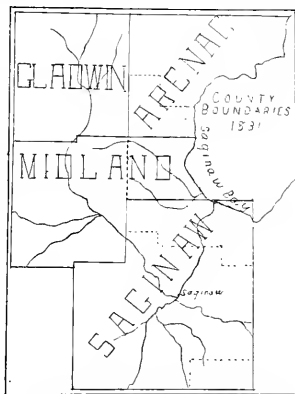 GLADWIN
ARENAC
COUNTY
BOUNDARIES
1831
Saginaw Bay
MIDLAND
SAGINAW
Saginaw